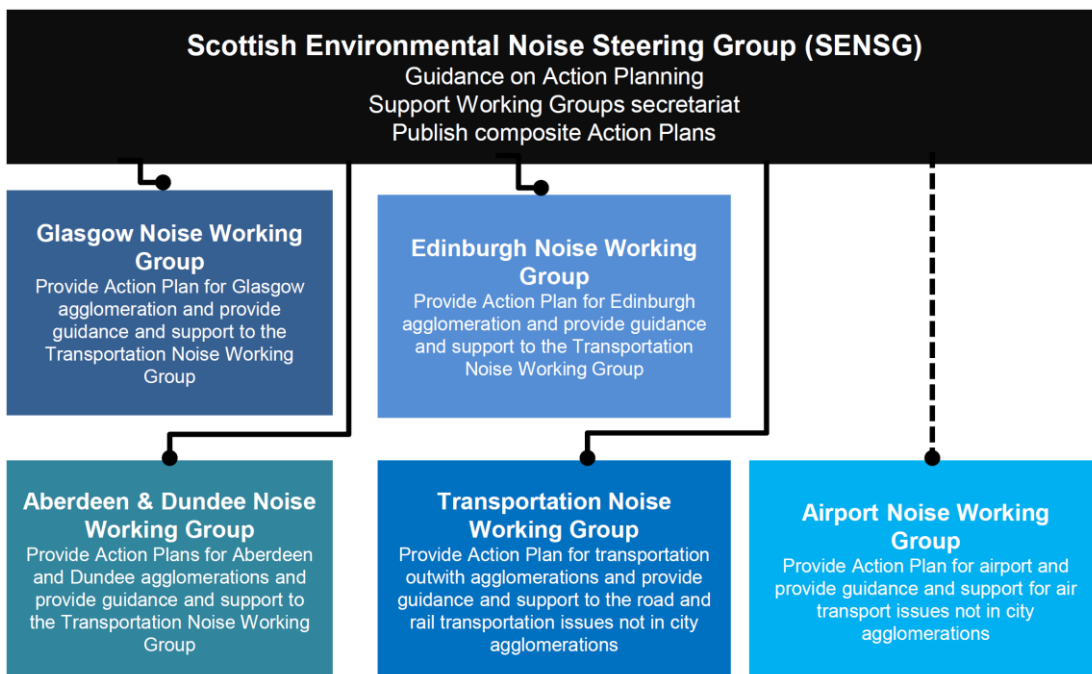 Scottish Environmental Noise Steering Group (SENSG)
Guidance on Action Planning
Support Working Groups secretariat
Publish composite Action Plans
Glasgow Noise Working
Group
Provide Action Plan for Glasgow
agglomeration and provide
guidance and support to the
Transportation Noise Working
Group
Edinburgh Noise Working
Group
Provide Action Plan for Edinburgh
agglomeration and provide guidance
and support to the Transportation
Noise Working Group
Aberdeen & Dundee Noise
Working Group
Provide Action Plans for Aberdeen
and Dundee agglomerations and
provide guidance and support to
the Transportation Noise Working
Group
Transportation Noise
Working Group
Provide Action Plan for transportation
outwith agglomerations and provide
guidance and support to the road and
rail transportation issues not in city
agglomerations
Airport Noise Working
Group
Provide Action Plan for airport and
provide guidance and support for air
transport issues not in city
agglomerations